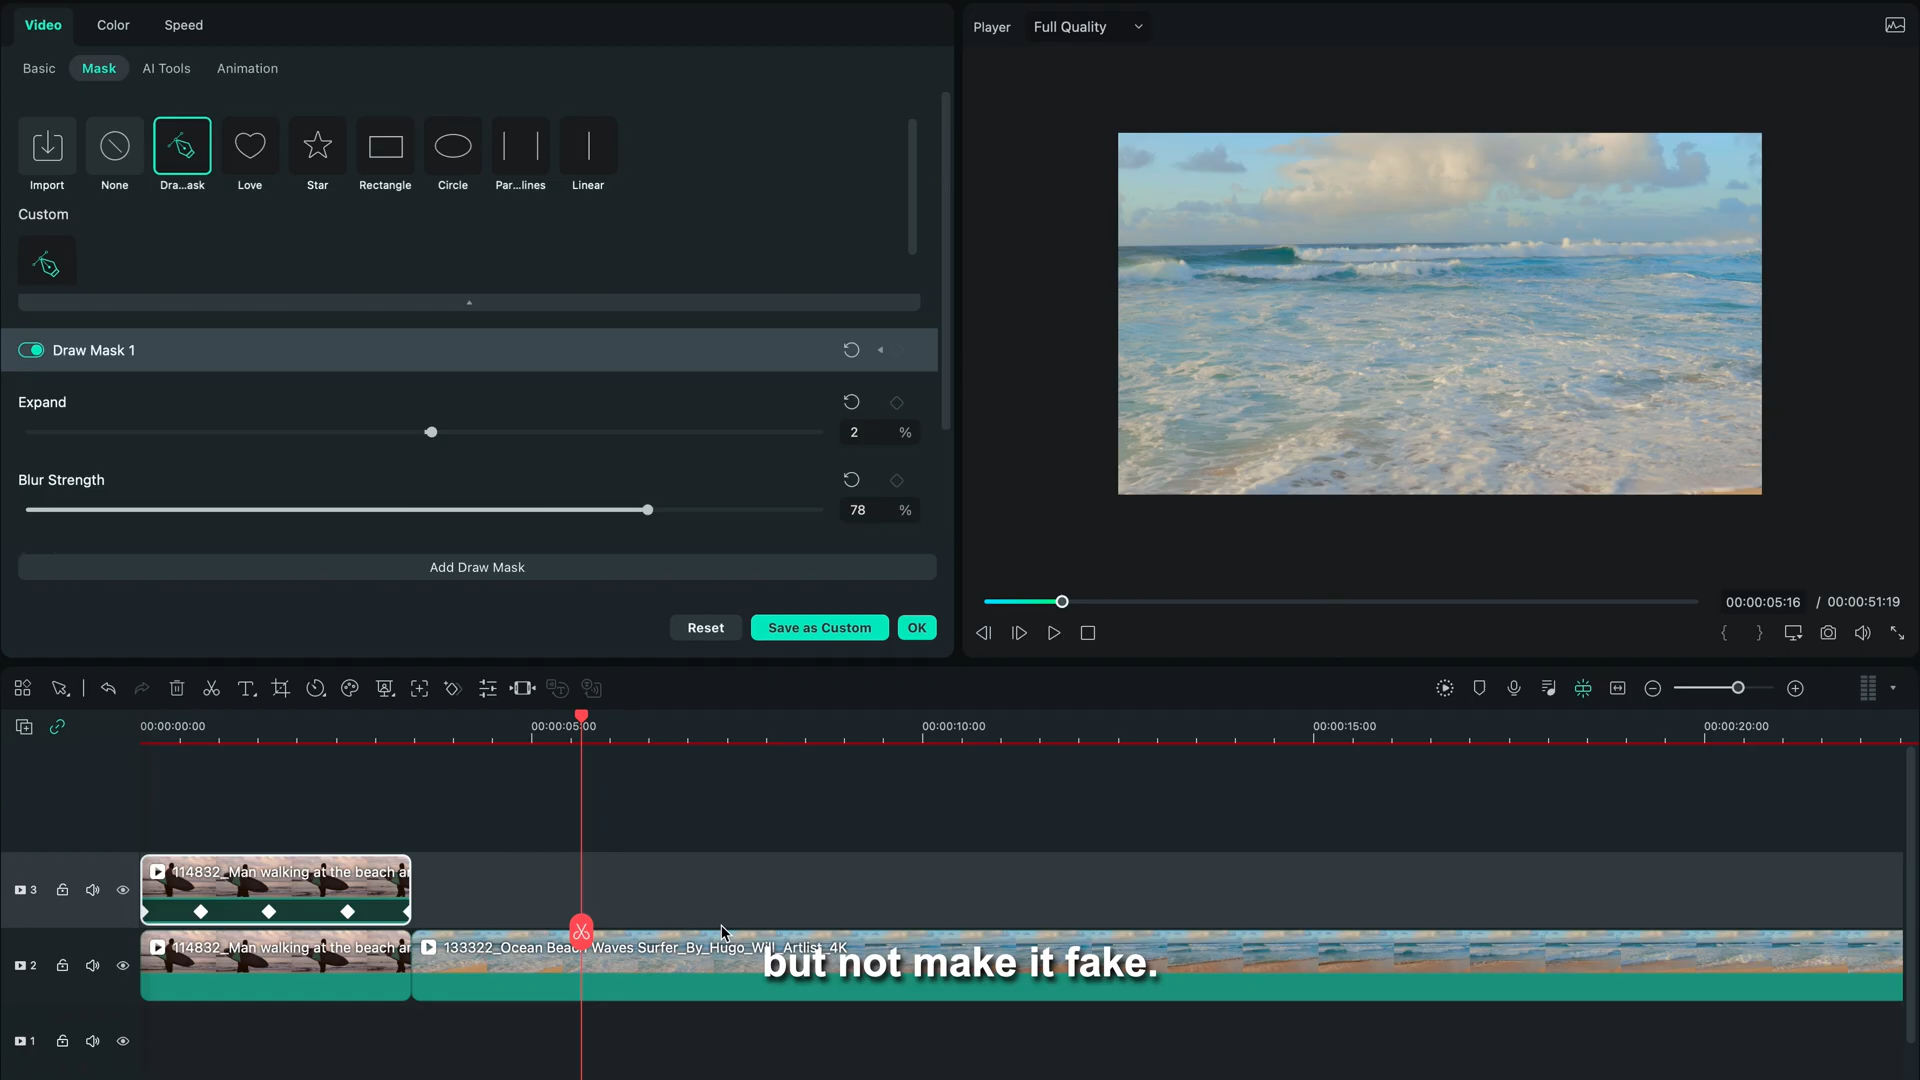 Video Color Speed
Player Full Quality
Basic Mask AI Tools Animation
Import None Dra...ask Love Star Rectangle Circle Par...lines Linear
Custom
Draw Mask 1
Expand
2 %
Blur Strength
78 %
Add Draw Mask
Reset Save as Custom OK
00:00:05:16 / 00:00:51:19
00:00:00:00 00:00:05:00 00:00:10:00 00:00:15:00 00:00:20:00
3 114832_Man walking at the beach ar
2 114832_Man walking at the beach ar 133322_Ocean Beach Waves Surfer_By_Hugo_Will_Artlist_4K
but not make it fake.
1